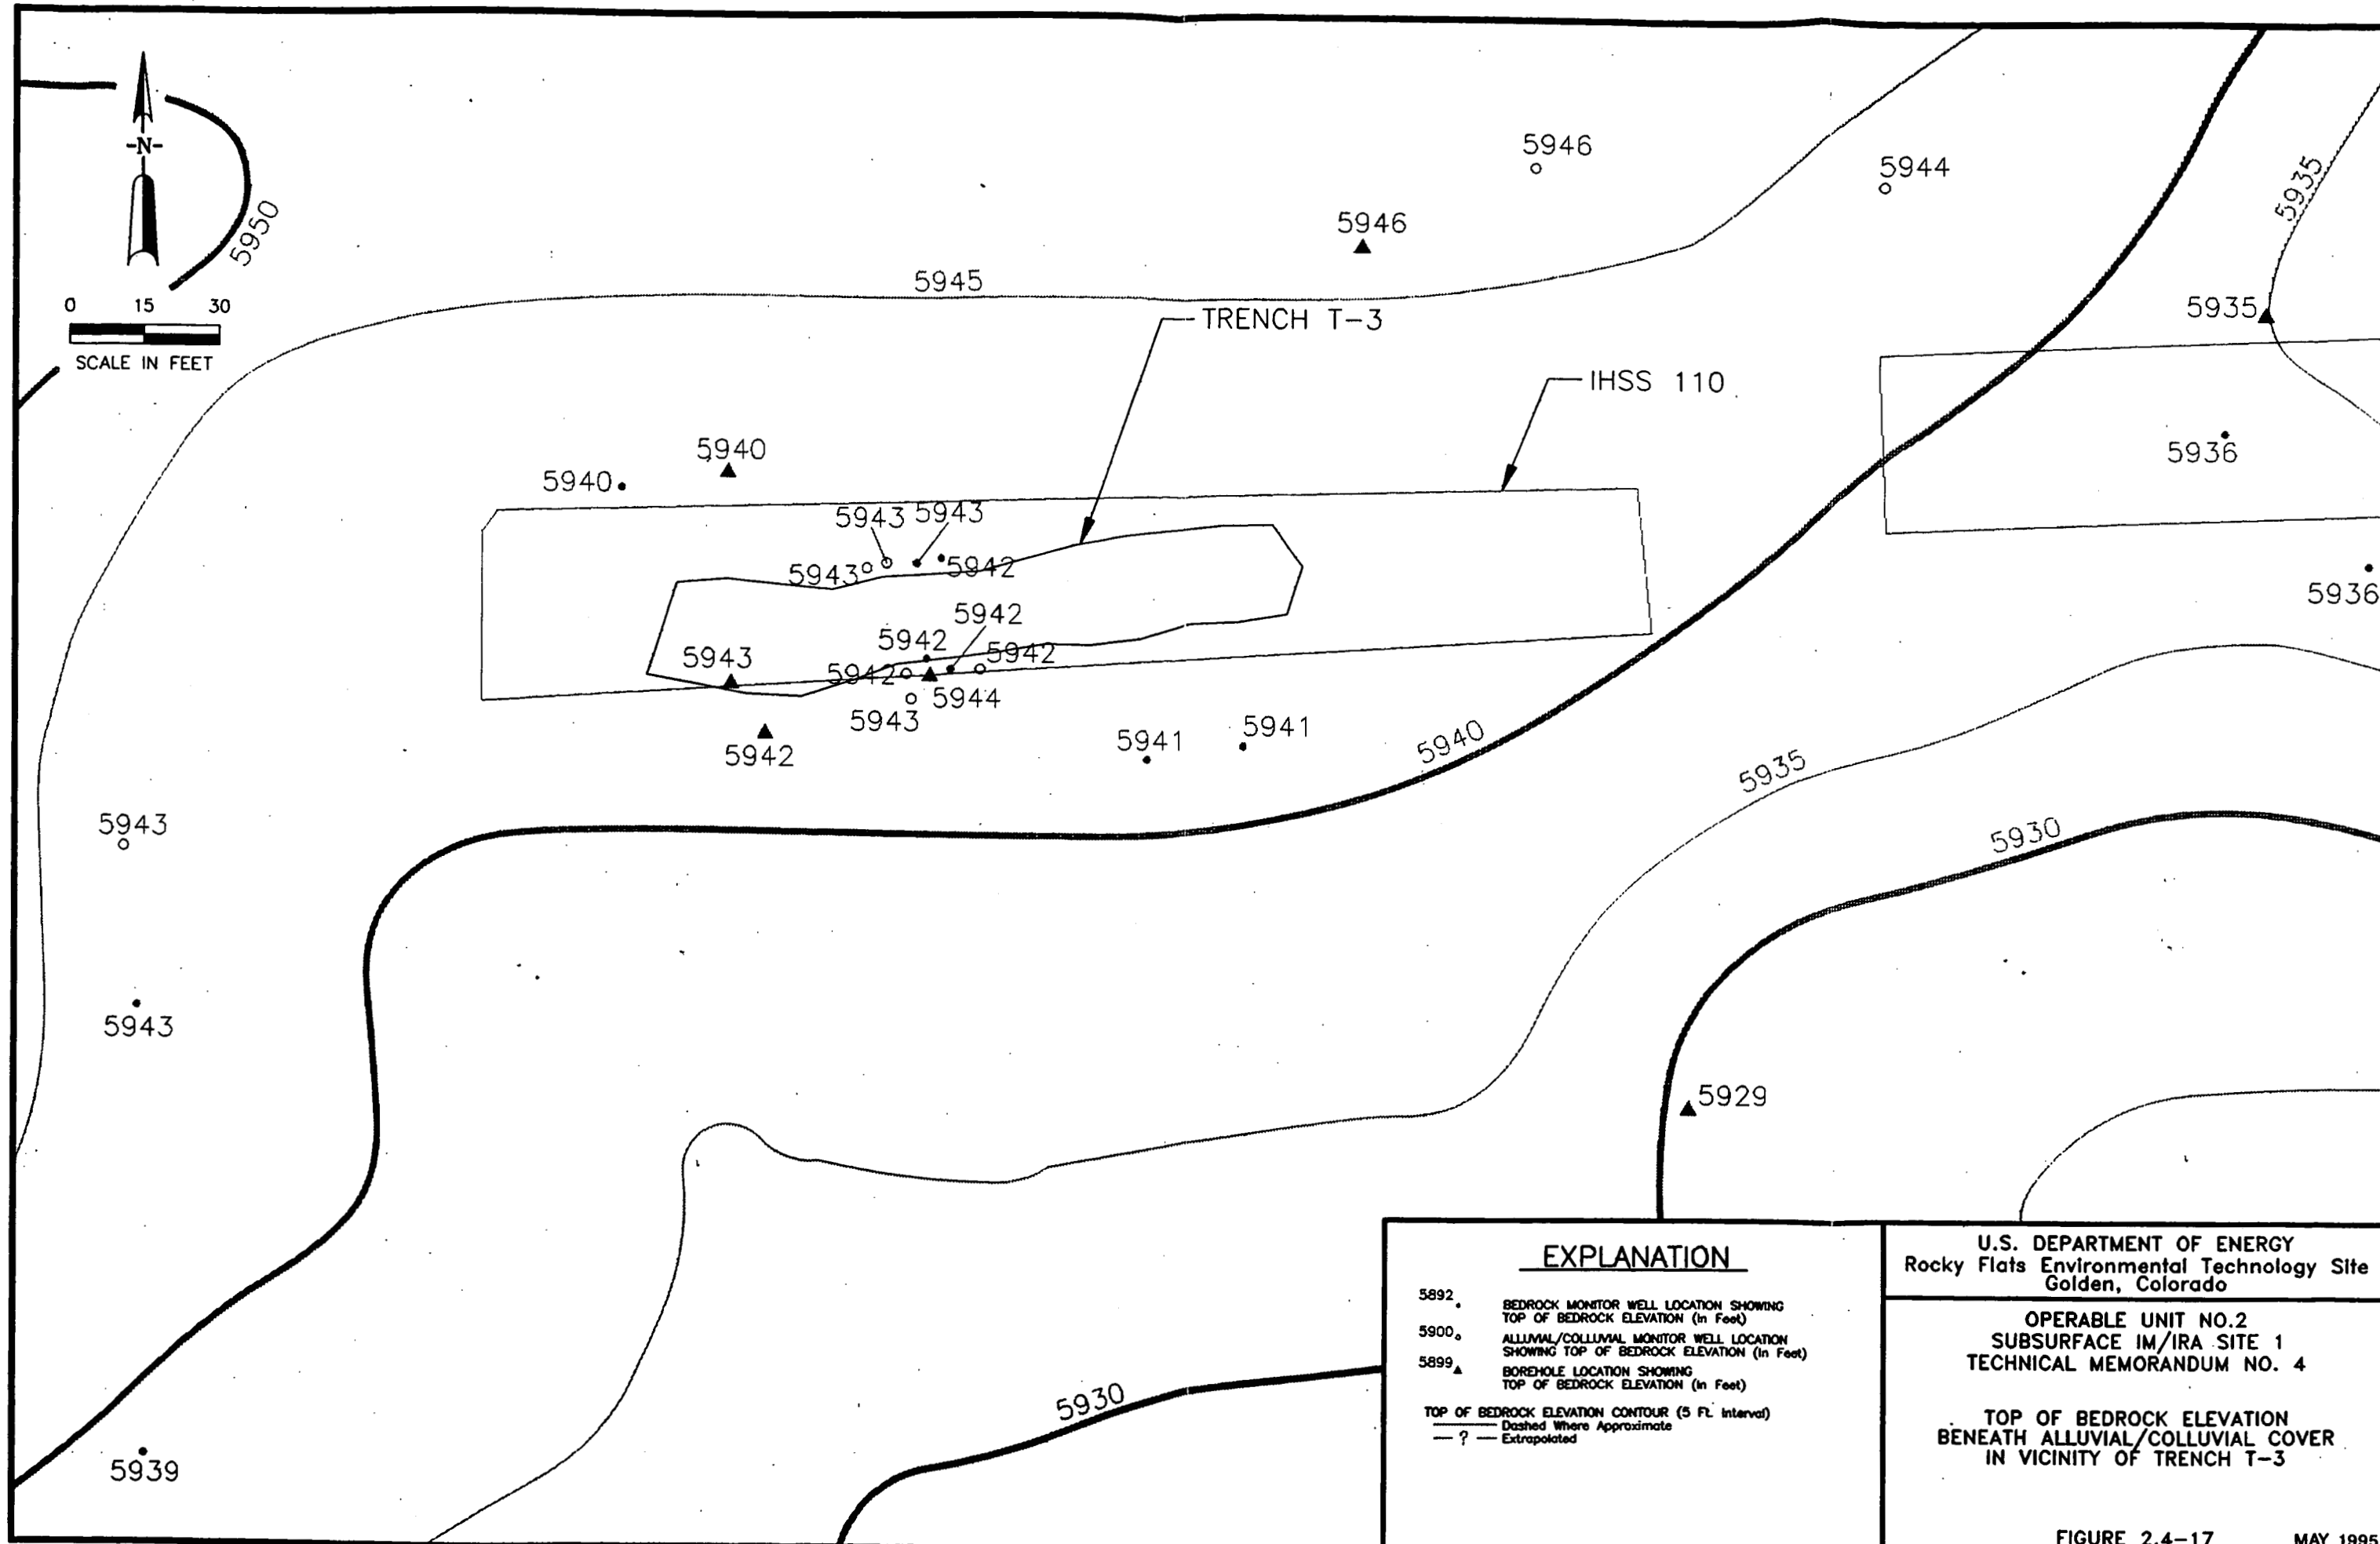 -N-
5950
0 15 30
SCALE IN FEET
5946
5944
5946
5935
5945
5935
TRENCH T-3
IHSS 110
5940
5940
5936
5943 5943
5943
5942
5936
5942
5942
5942
5943
5942
5944
5943
5942
5941
5941
5940
5935
5943
5930
5943
5929
5930
5939
EXPLANATION
5892
BEDROCK MONITOR WELL LOCATION SHOWING
TOP OF BEDROCK ELEVATION (In Feet)
5900
ALLUVIAL/COLLUVIAL MONITOR WELL LOCATION
SHOWING TOP OF BEDROCK ELEVATION (In Feet)
5899
BOREHOLE LOCATION SHOWING
TOP OF BEDROCK ELEVATION (In Feet)
TOP OF BEDROCK ELEVATION CONTOUR (5 Ft. Interval)
Dashed Where Approximate
— ? — Extrapolated
U.S. DEPARTMENT OF ENERGY
Rocky Flats Environmental Technology Site
Golden, Colorado
OPERABLE UNIT NO.2
SUBSURFACE IM/IRA SITE 1
TECHNICAL MEMORANDUM NO. 4
TOP OF BEDROCK ELEVATION
BENEATH ALLUVIAL/COLLUVIAL COVER
IN VICINITY OF TRENCH T-3
FIGURE 2.4-17 MAY 1995